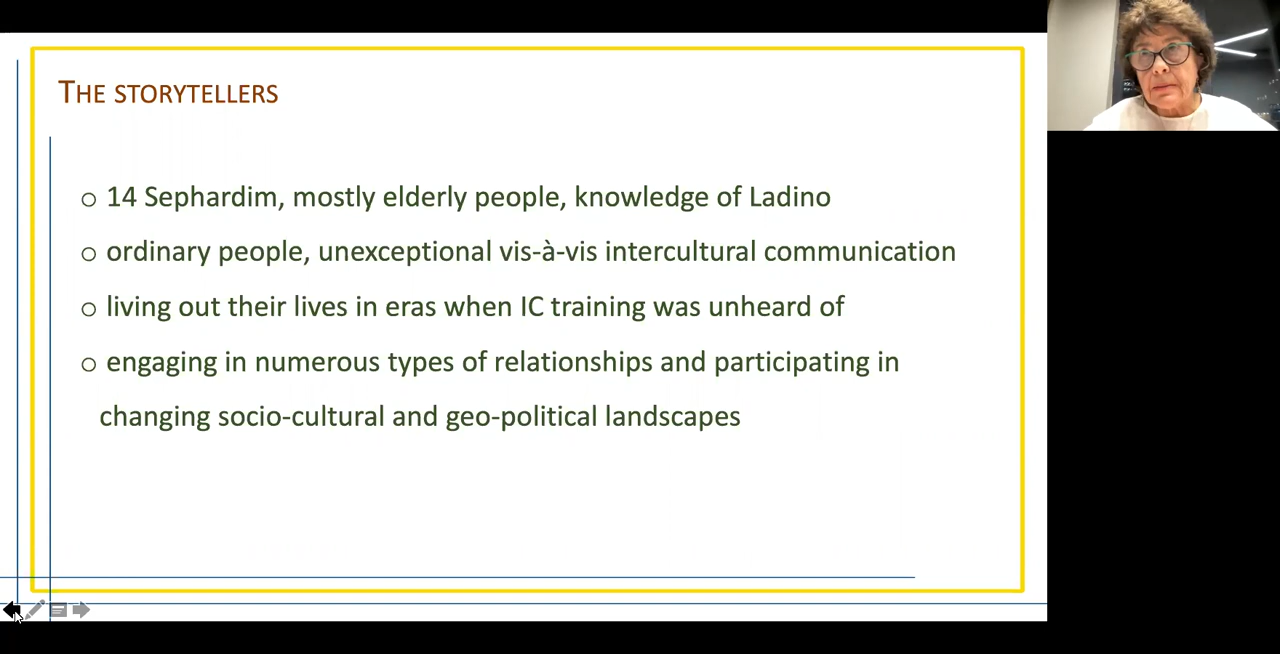 THE STORYTELLERS
o 14 Sephardim, mostly elderly people, knowledge of Ladino
o ordinary people, unexceptional vis-à-vis intercultural communication
o living out their lives in eras when IC training was unheard of
o engaging in numerous types of relationships and participating in
changing socio-cultural and geo-political landscapes